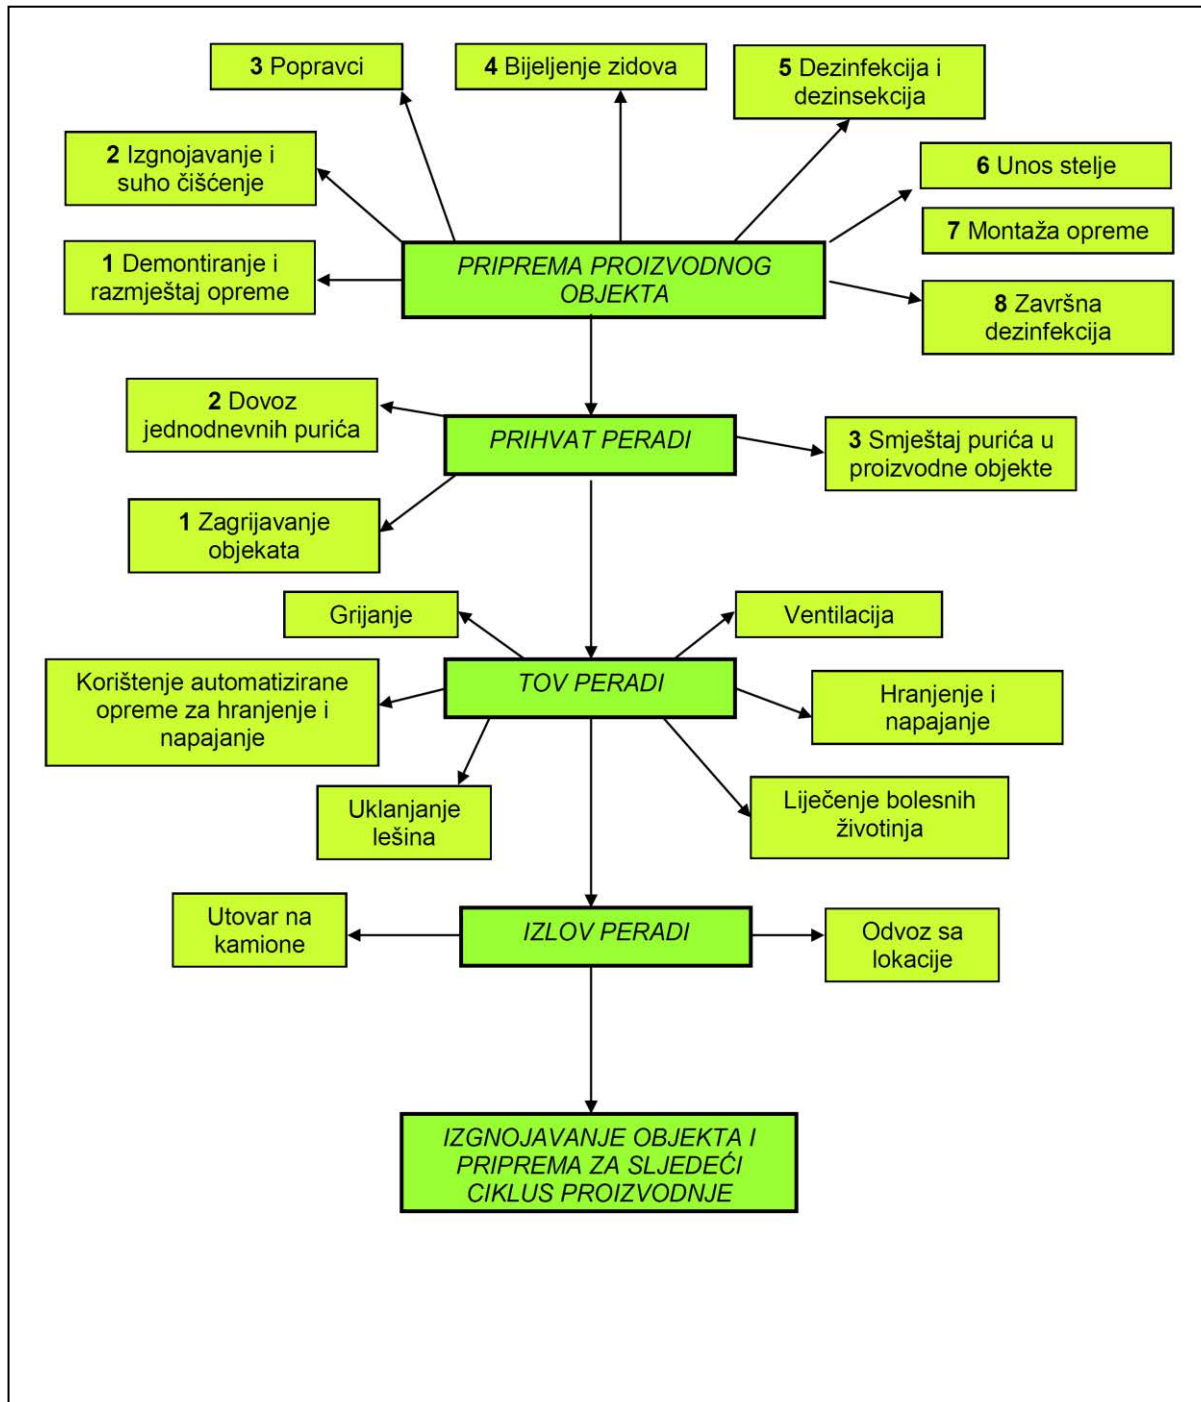 3 Popravci
4 Bijeljenje zidova
5 Dezinfekcija i
dezinsekcija
2 Izgnojavanje i
suho čišćenje
6 Unos stelje
7 Montaža opreme
1 Demontiranje i
razmještaj opreme
PRIPREMA PROIZVODNOG
OBJEKTA
8 Završna
dezinfekcija
2 Dovoz
jednodnevnih purića
PRIHVAT PERADI
3 Smještaj purića u
proizvodne objekte
1 Zagrijavanje
objekata
Grijanje
Ventilacija
Korištenje automatizirane
opreme za hranjenje i
napajanje
TOV PERADI
Hranjenje i
napajanje
Uklanjanje
lešina
Liječenje bolesnih
životinja
Utovar na
kamione
IZLOV PERADI
Odvoz sa
lokacije
IZGNOJAVANJE OBJEKTA I
PRIPREMA ZA SLJEDEĆI
CIKLUS PROIZVODNJE